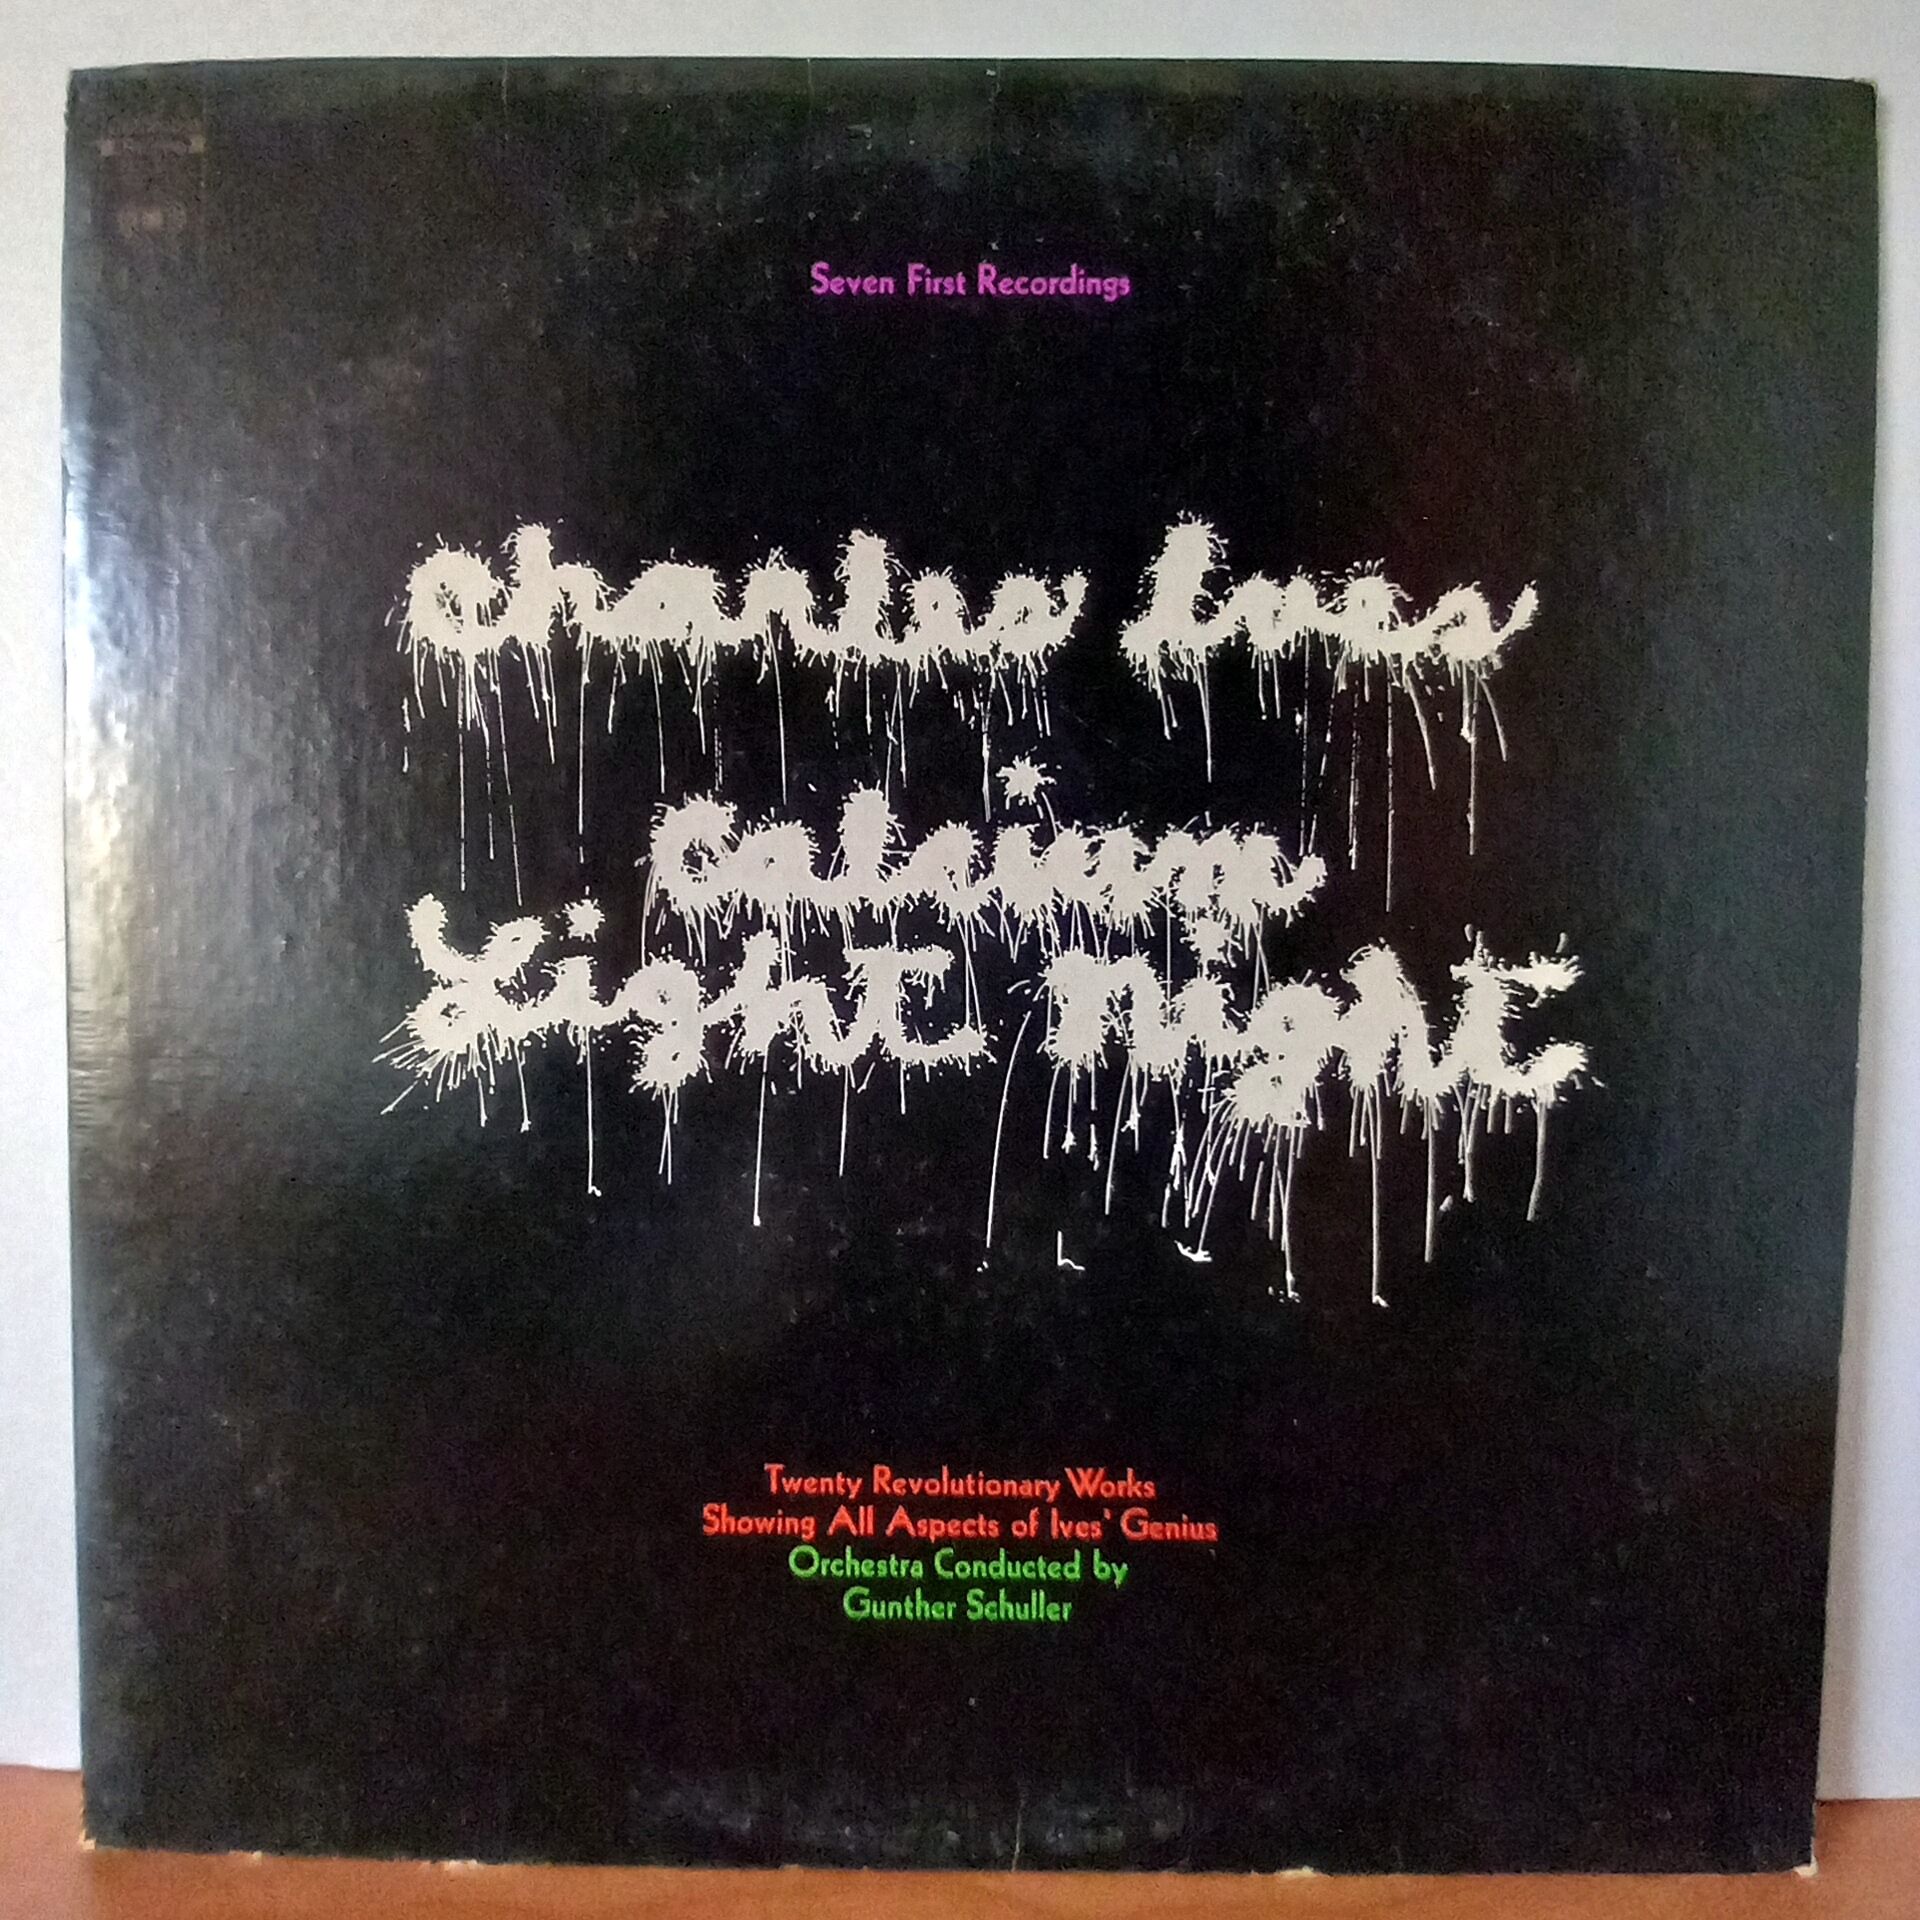 Seven First Recordings
Charles Ives
Calcium
Light Night
Twenty Revolutionary Works
Showing All Aspects of Ives' Genius
Orchestra Conducted by
Gunther Schuller